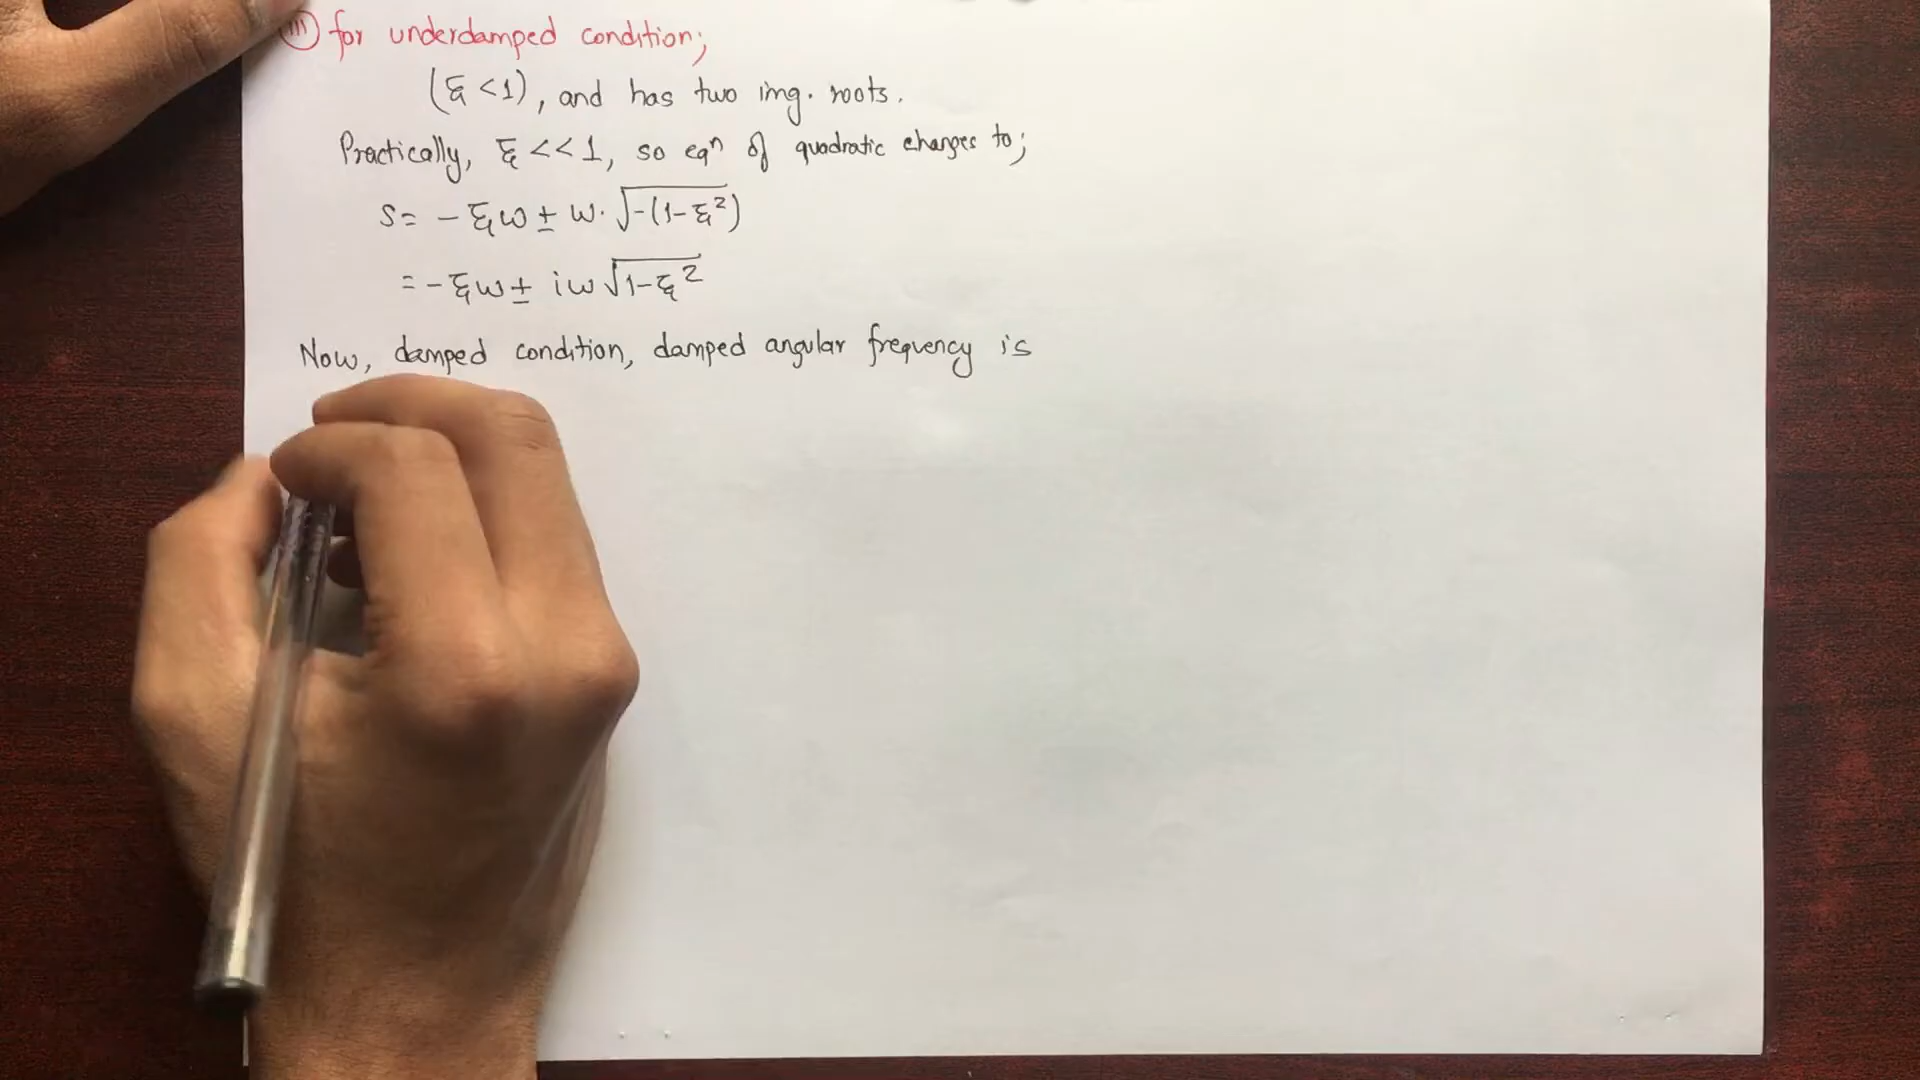 (III) for underdamped condition;
(ξ <1), and has two img. roots.
Practically, ξ <<1, so eqⁿ of quadratic changes to;
s= - ξω ± ω. √-(1-ξ²)
= - ξω ± iω √1-ξ²
Now, damped condition, damped angular frequency is